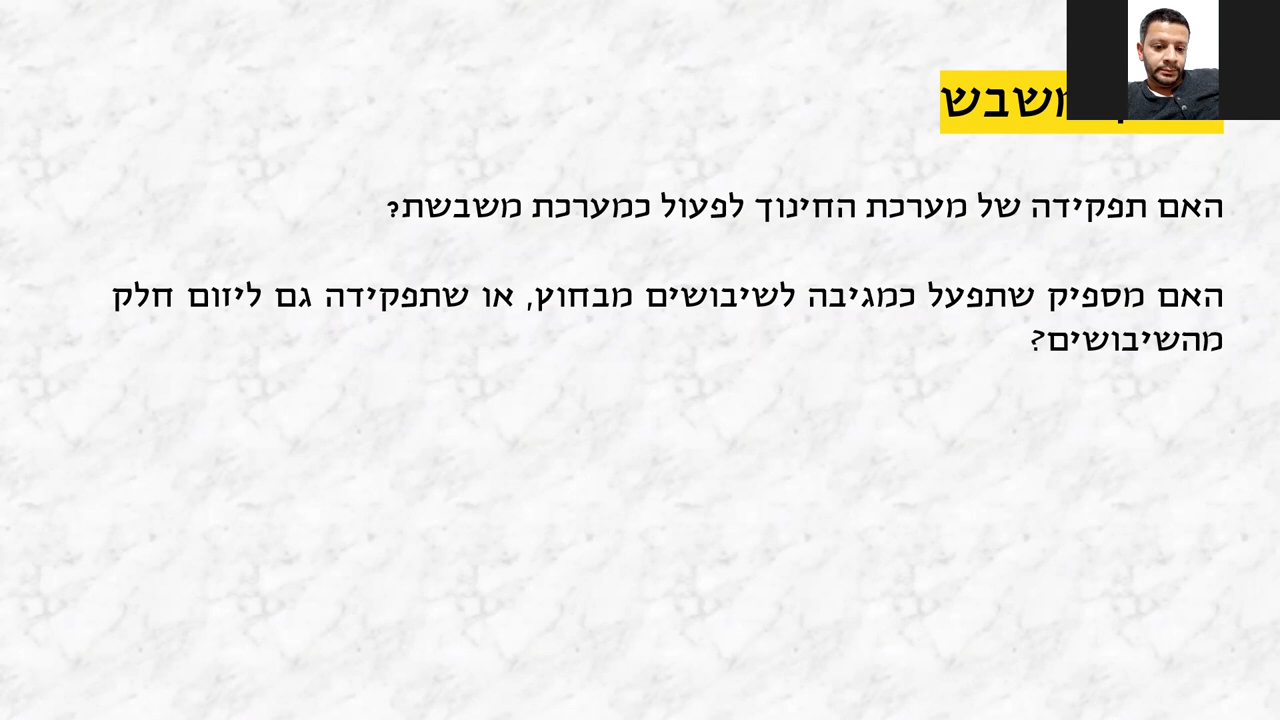 משבש
האם תפקידה של מערכת החינוך לפעול כמערכת משבשת?
האם מספיק שתפעל כמגיבה לשיבושים מבחוץ, או שתפקידה גם ליזום חלק
מהשיבושים?